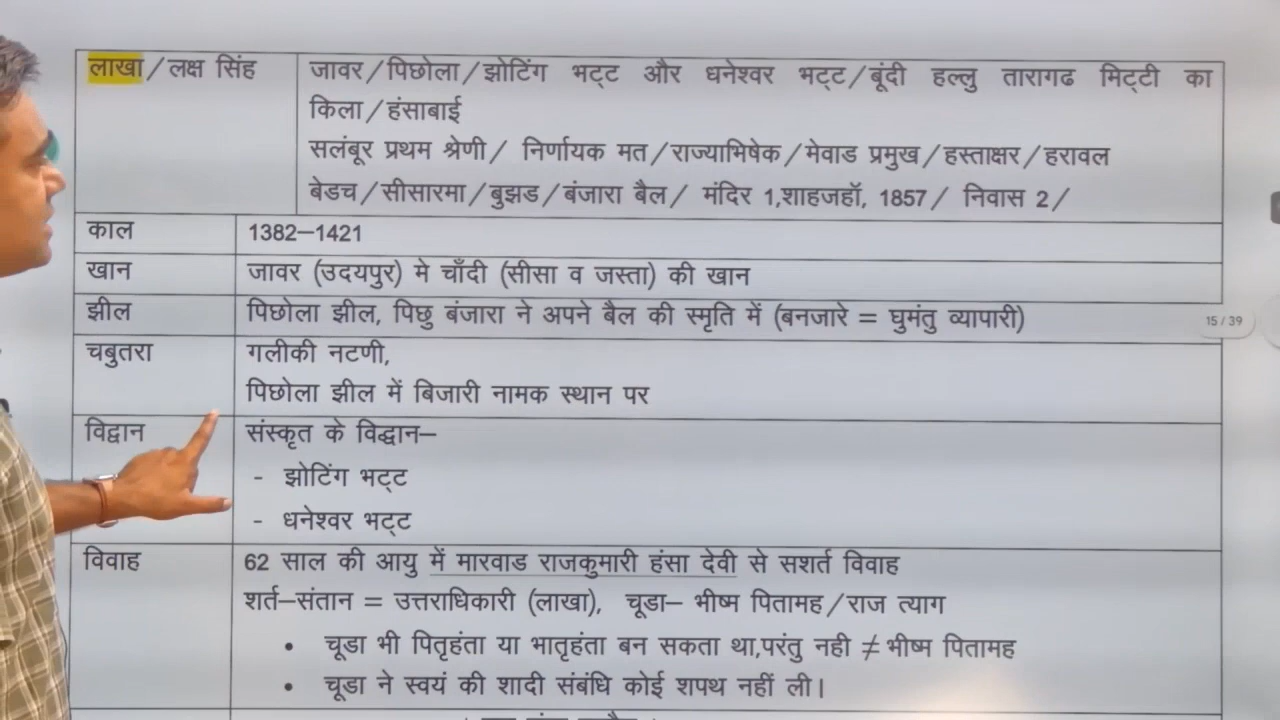 लाखा/लक्ष सिंह
जावर/पिछोला/झोटिंग भट्ट और धनेश्वर भट्ट/बूंदी हल्लु तारागढ मिट्टी का
किला/हंसाबाई
सलंबूर प्रथम श्रेणी/ निर्णायक मत/राज्याभिषेक/मेवाड प्रमुख/हस्ताक्षर/हरावल
बेडच/सीसारमा/बुझड/बंजारा बैल/ मंदिर 1,शाहजहॉ, 1857/ निवास 2/
काल
1382–1421
खान
जावर (उदयपुर) मे चाँदी (सीसा व जस्ता) की खान
झील
पिछोला झील, पिछु बंजारा ने अपने बैल की स्मृति में (बनजारे = घुमंतु व्यापारी)
15/39
चबुतरा
गलीकी नटणी,
पिछोला झील में बिजारी नामक स्थान पर
विद्वान
संस्कृत के विद्धान–
- झोटिंग भट्ट
- धनेश्वर भट्ट
विवाह
62 साल की आयु में मारवाड राजकुमारी हंसा देवी से सशर्त विवाह
शर्त–संतान = उत्तराधिकारी (लाखा), चूडा– भीष्म पितामह/राज त्याग
• चूडा भी पितृहंता या भातृहंता बन सकता था,परंतु नही ≠ भीष्म पितामह
• चूडा ने स्वयं की शादी संबंधि कोई शपथ नहीं ली।